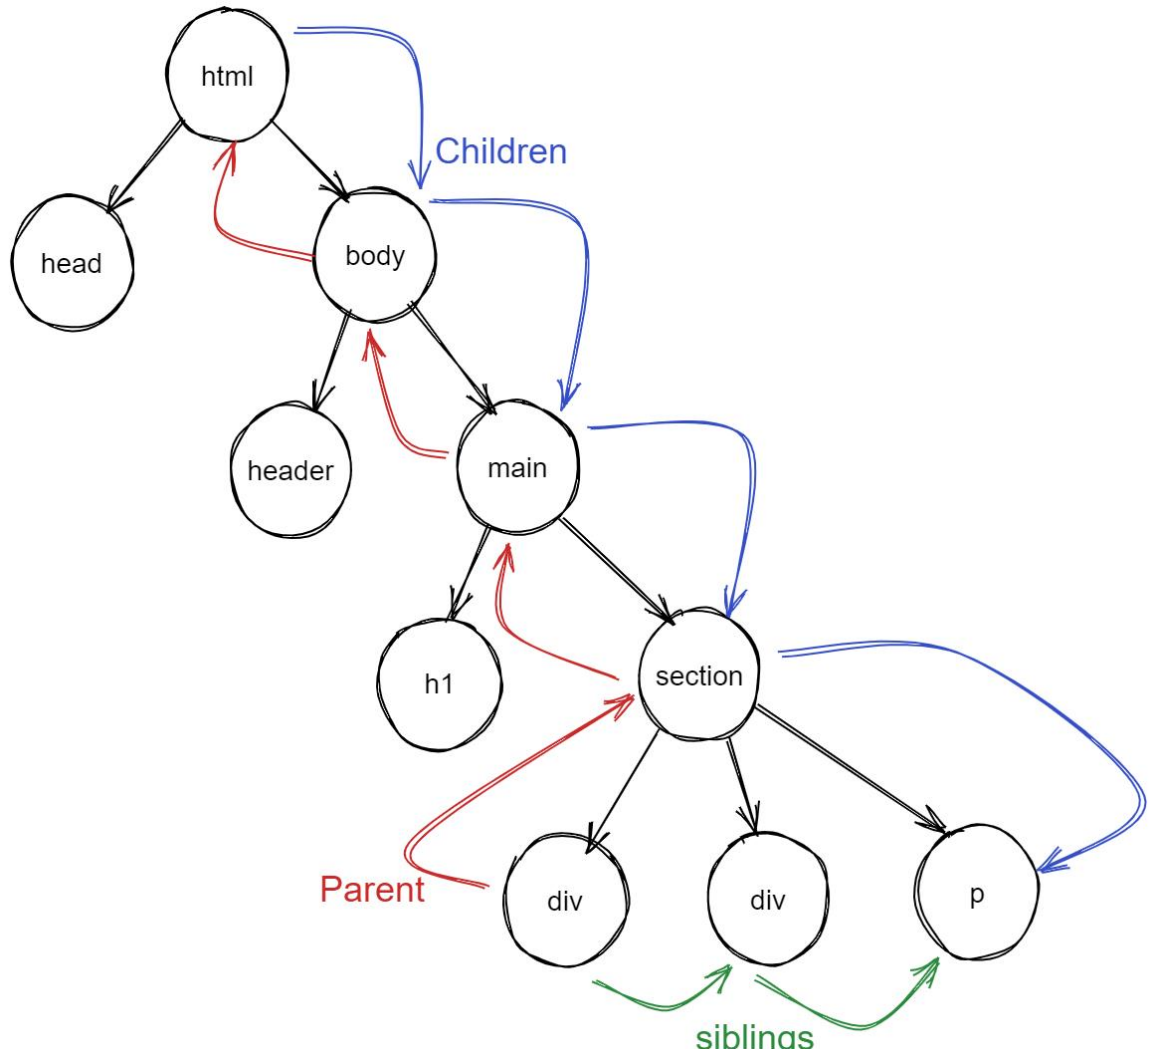 html
Children
head
body
header
main
h1
section
Parent
div
div
p
siblings